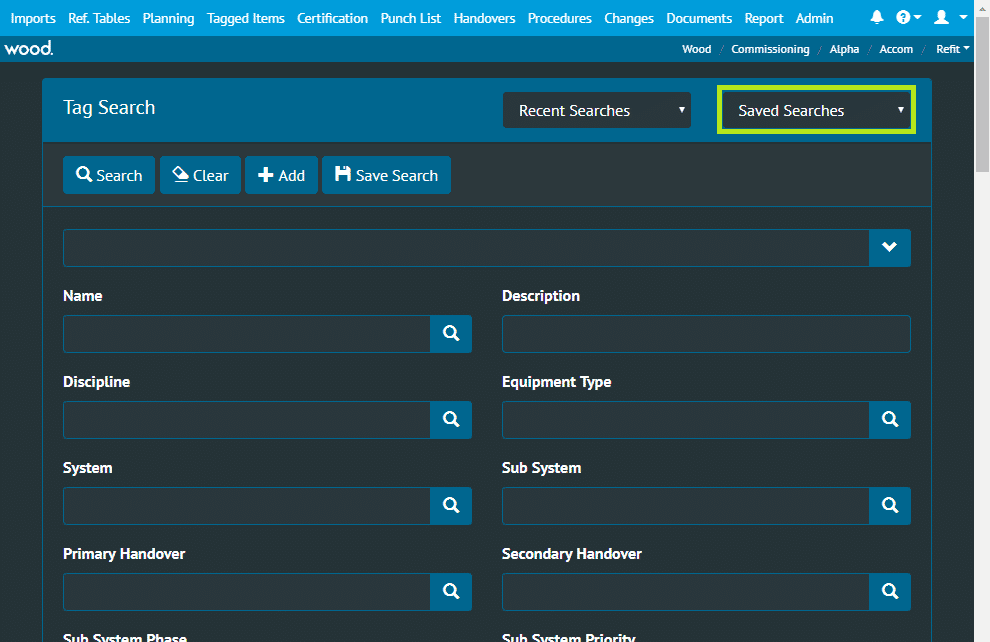 Imports Ref. Tables Planning Tagged Items Certification Punch List Handovers Procedures Changes Documents Report Admin
wood.
Wood / Commissioning / Alpha / Accom / Refit
Tag Search
Recent Searches
Saved Searches
Search Clear Add Save Search
Name
Description
Discipline
Equipment Type
System
Sub System
Primary Handover
Secondary Handover
Sub System Phase
Sub System Priority